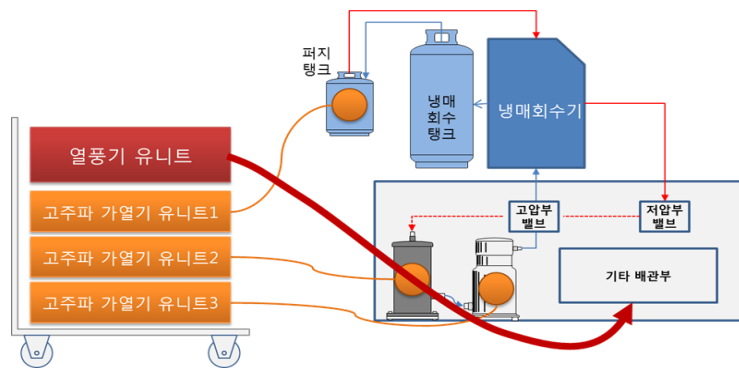 퍼지
탱크
냉매
회수
탱크
냉매회수기
열풍기 유니트
고주파 가열기 유니트1
고주파 가열기 유니트2
고주파 가열기 유니트3
고압부
밸브
저압부
밸브
기타 배관부